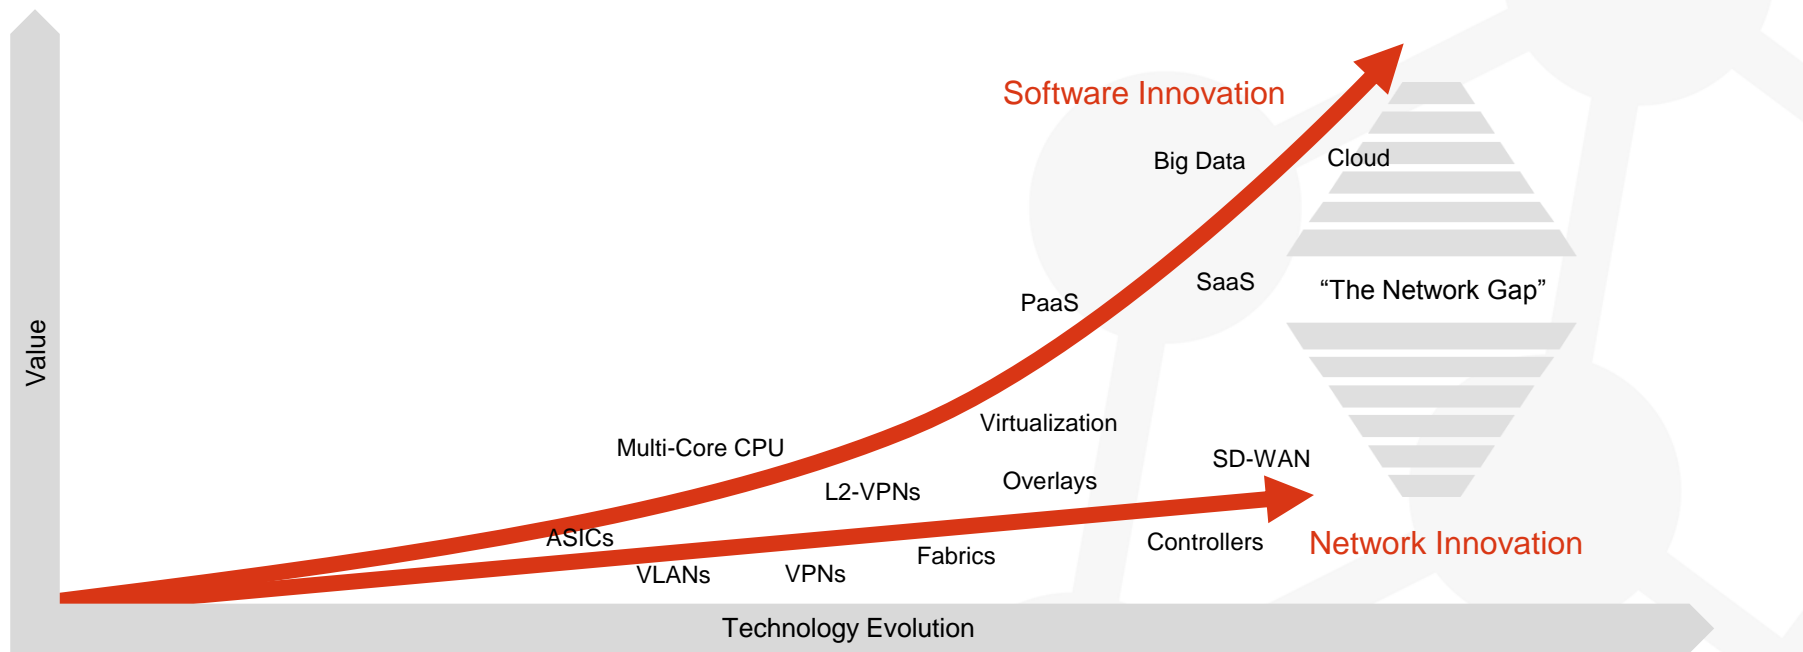 Software Innovation
Big Data
Cloud
SaaS
“The Network Gap”
PaaS
Value
Virtualization
Multi-Core CPU
SD-WAN
Overlays
L2-VPNs
ASICs
Controllers
Network Innovation
Fabrics
VLANs
VPNs
Technology Evolution